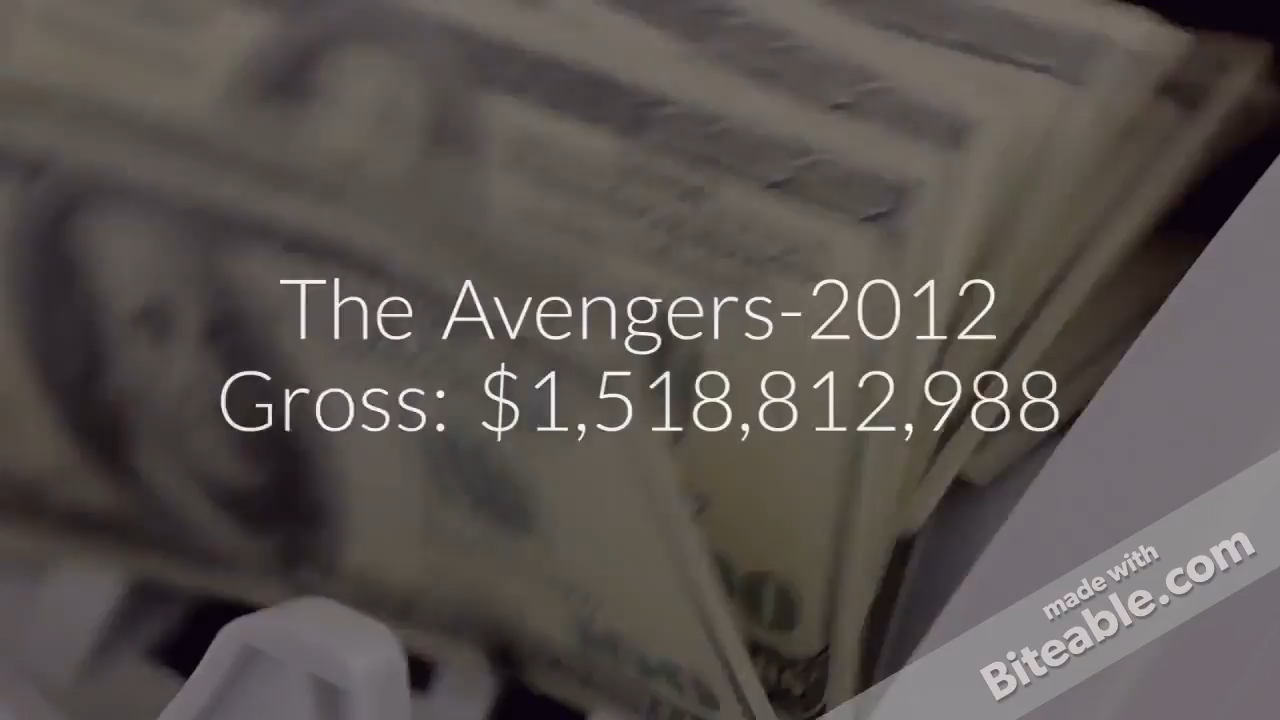 The Avengers-2012
Gross: $1,518,812,988
made with
Biteable.com